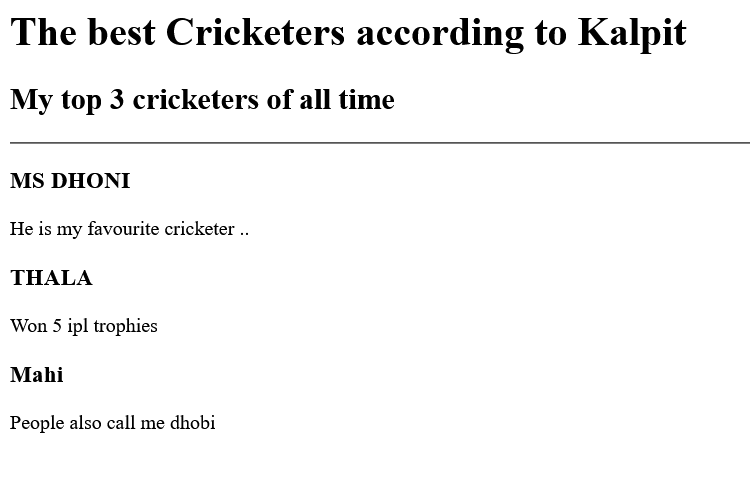 The best Cricketers according to Kalpit
My top 3 cricketers of all time
MS DHONI
He is my favourite cricketer ..
THALA
Won 5 ipl trophies
Mahi
People also call me dhobi